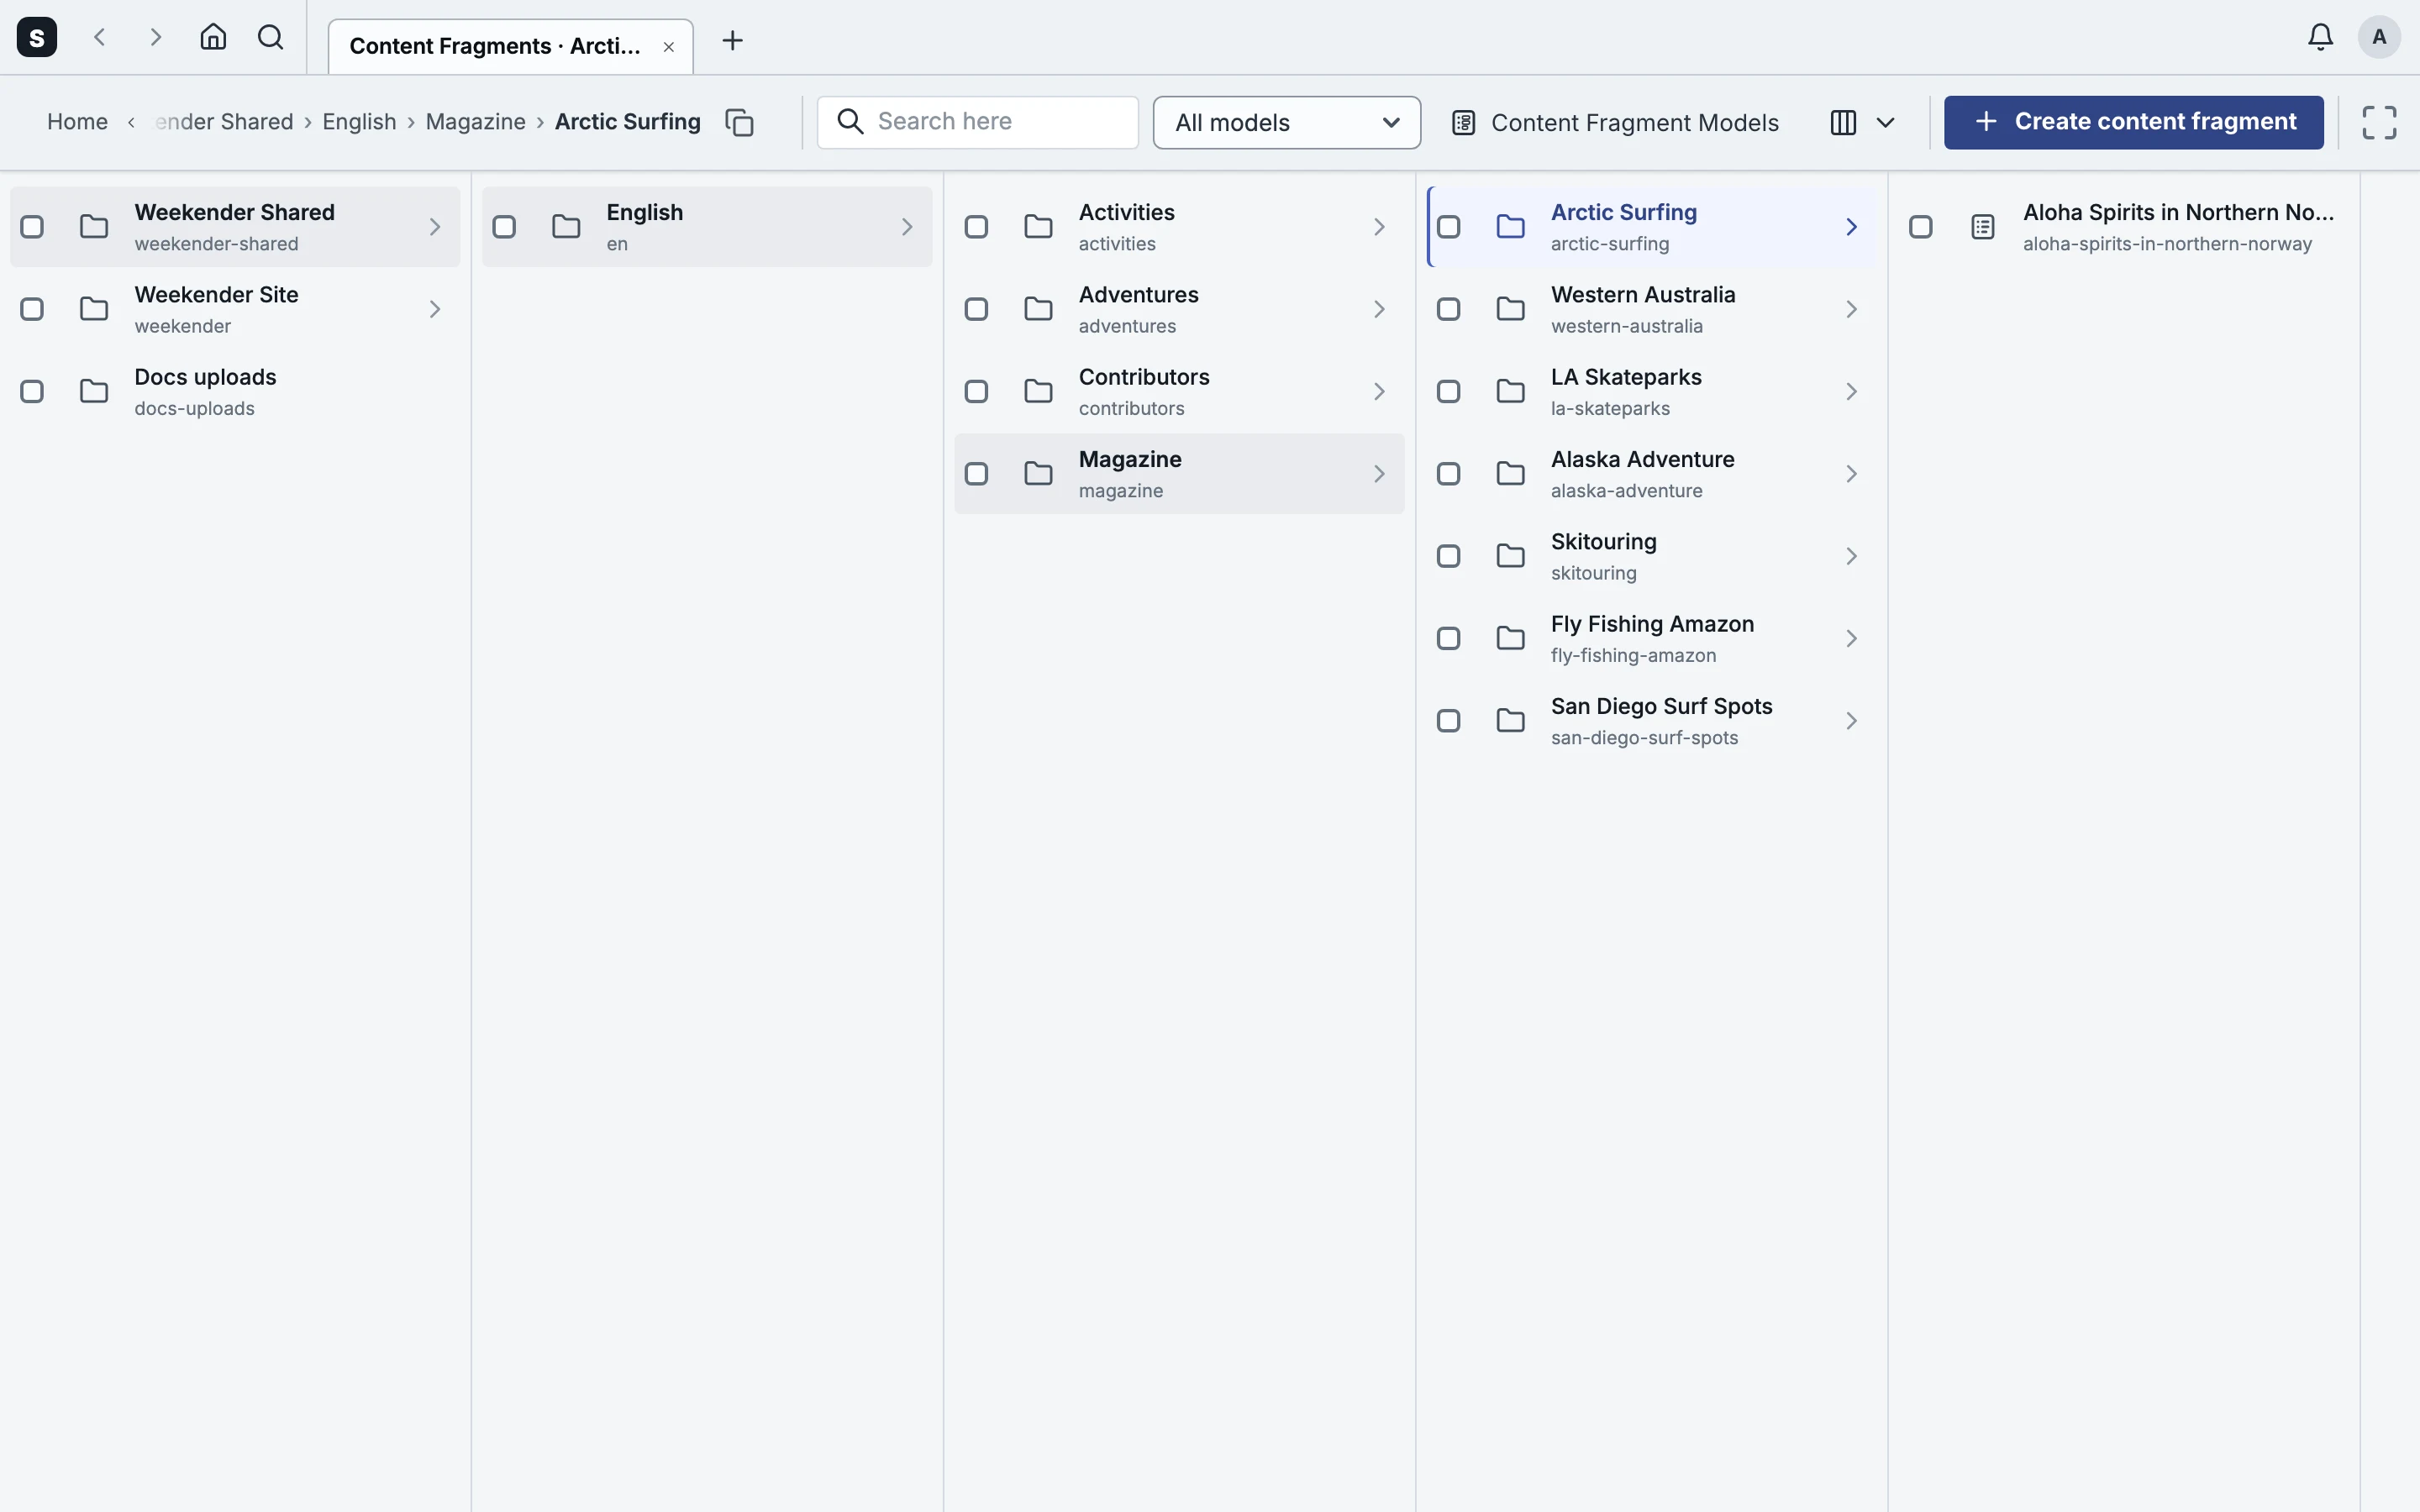 S
Content Fragments · Arcti...
A
Home
ender Shared › English › Magazine › Arctic Surfing
Search here
All models
Content Fragment Models
Create content fragment
Weekender Shared
weekender-shared
Weekender Site
weekender
Docs uploads
docs-uploads
English
en
Activities
activities
Adventures
adventures
Contributors
contributors
Magazine
magazine
Arctic Surfing
arctic-surfing
Western Australia
western-australia
LA Skateparks
la-skateparks
Alaska Adventure
alaska-adventure
Skitouring
skitouring
Fly Fishing Amazon
fly-fishing-amazon
San Diego Surf Spots
san-diego-surf-spots
Aloha Spirits in Northern No...
aloha-spirits-in-northern-norway